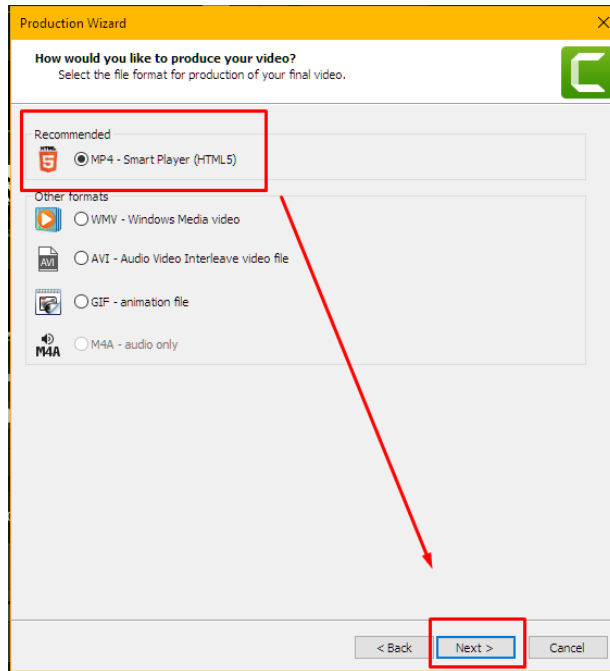 Production Wizard
How would you like to produce your video?
Select the file format for production of your final video.
Recommended
HTML
5
MP4 - Smart Player (HTML5)
Other formats
WMV - Windows Media video
AVI
AVI - Audio Video Interleave video file
GIF - animation file
M4A
M4A - audio only
< Back
Next >
Cancel